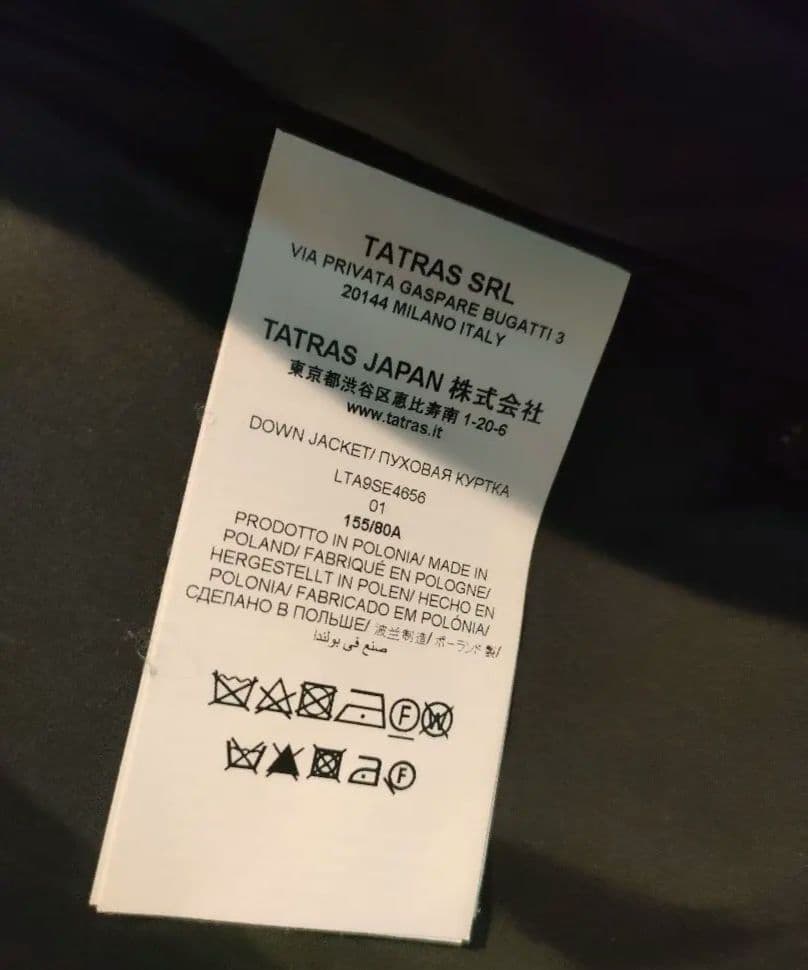 TATRAS SRL
VIA PRIVATA GASPARE BUGATTI 3
20144 MILANO ITALY
TATRAS JAPAN 株式会社
東京都渋谷区恵比寿南 1-20-6
www.tatras.it
DOWN JACKET/ ПУХОВАЯ КУРТКА
LTA9SE4656
01
155/80A
PRODOTTO IN POLONIA/ MADE IN
POLAND/ FABRIQUÉ EN POLOGNE/
HERGESTELLT IN POLEN/ HECHO EN
POLONIA/ FABRICADO EM POLÓNIA/
СДЕЛАНО В ПОЛЬШЕ/ 波兰制造/ ポーランド製/
صنع في بولندا
F W
F